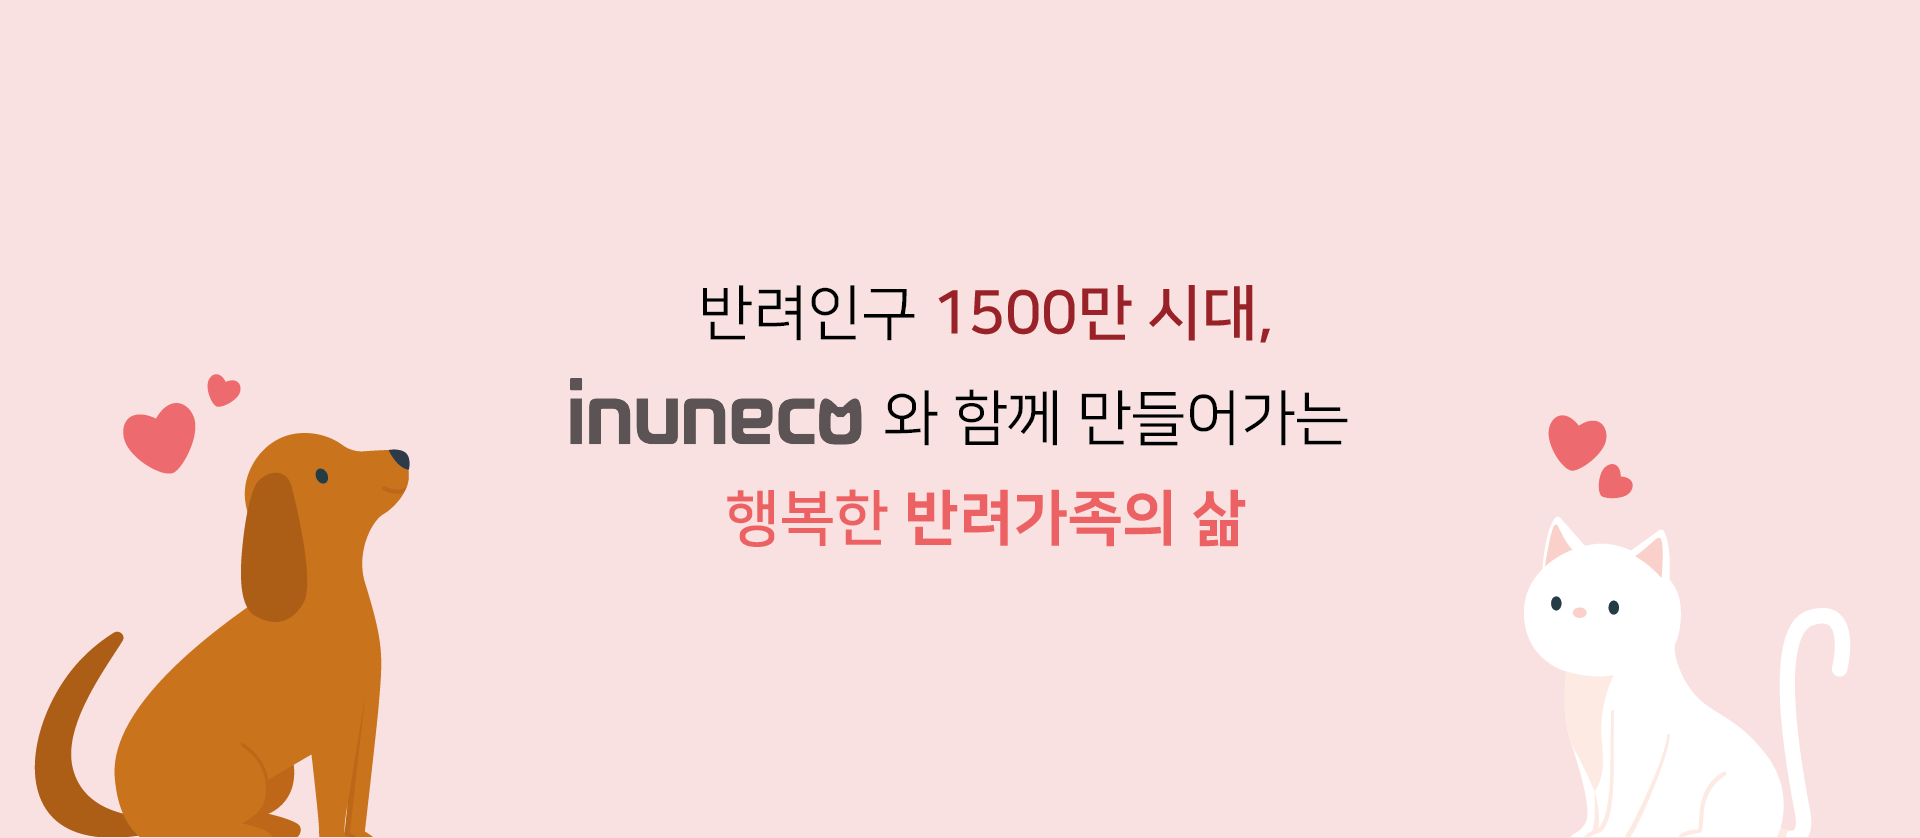 반려인구 1500만 시대,
inuneco 와 함께 만들어가는
행복한 반려가족의 삶